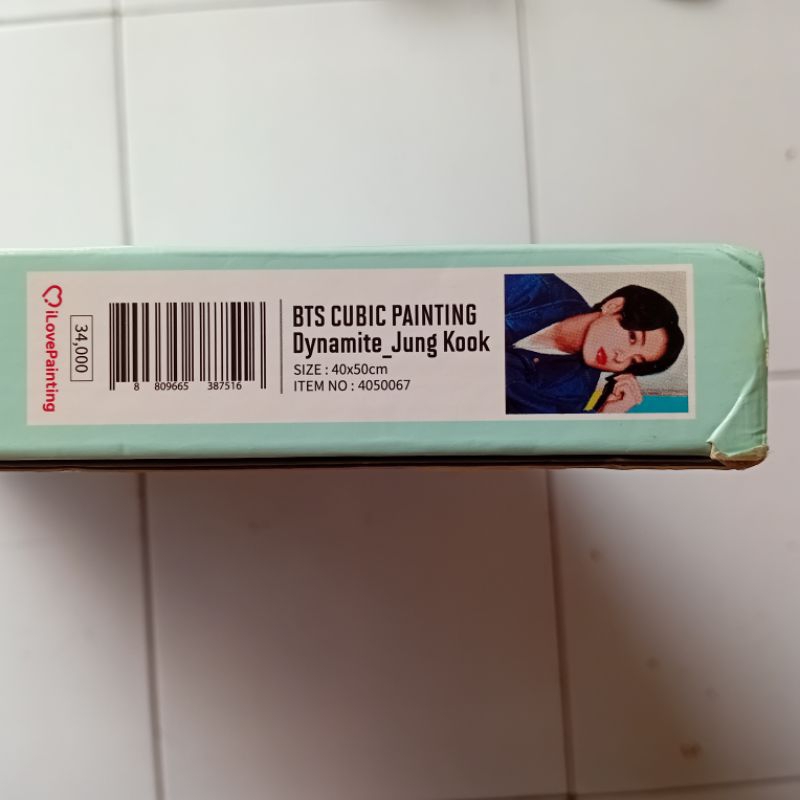 iLovePainting
34,000
8 809665 387516
BTS CUBIC PAINTING
Dynamite_Jung Kook
SIZE : 40x50cm
ITEM NO : 4050067